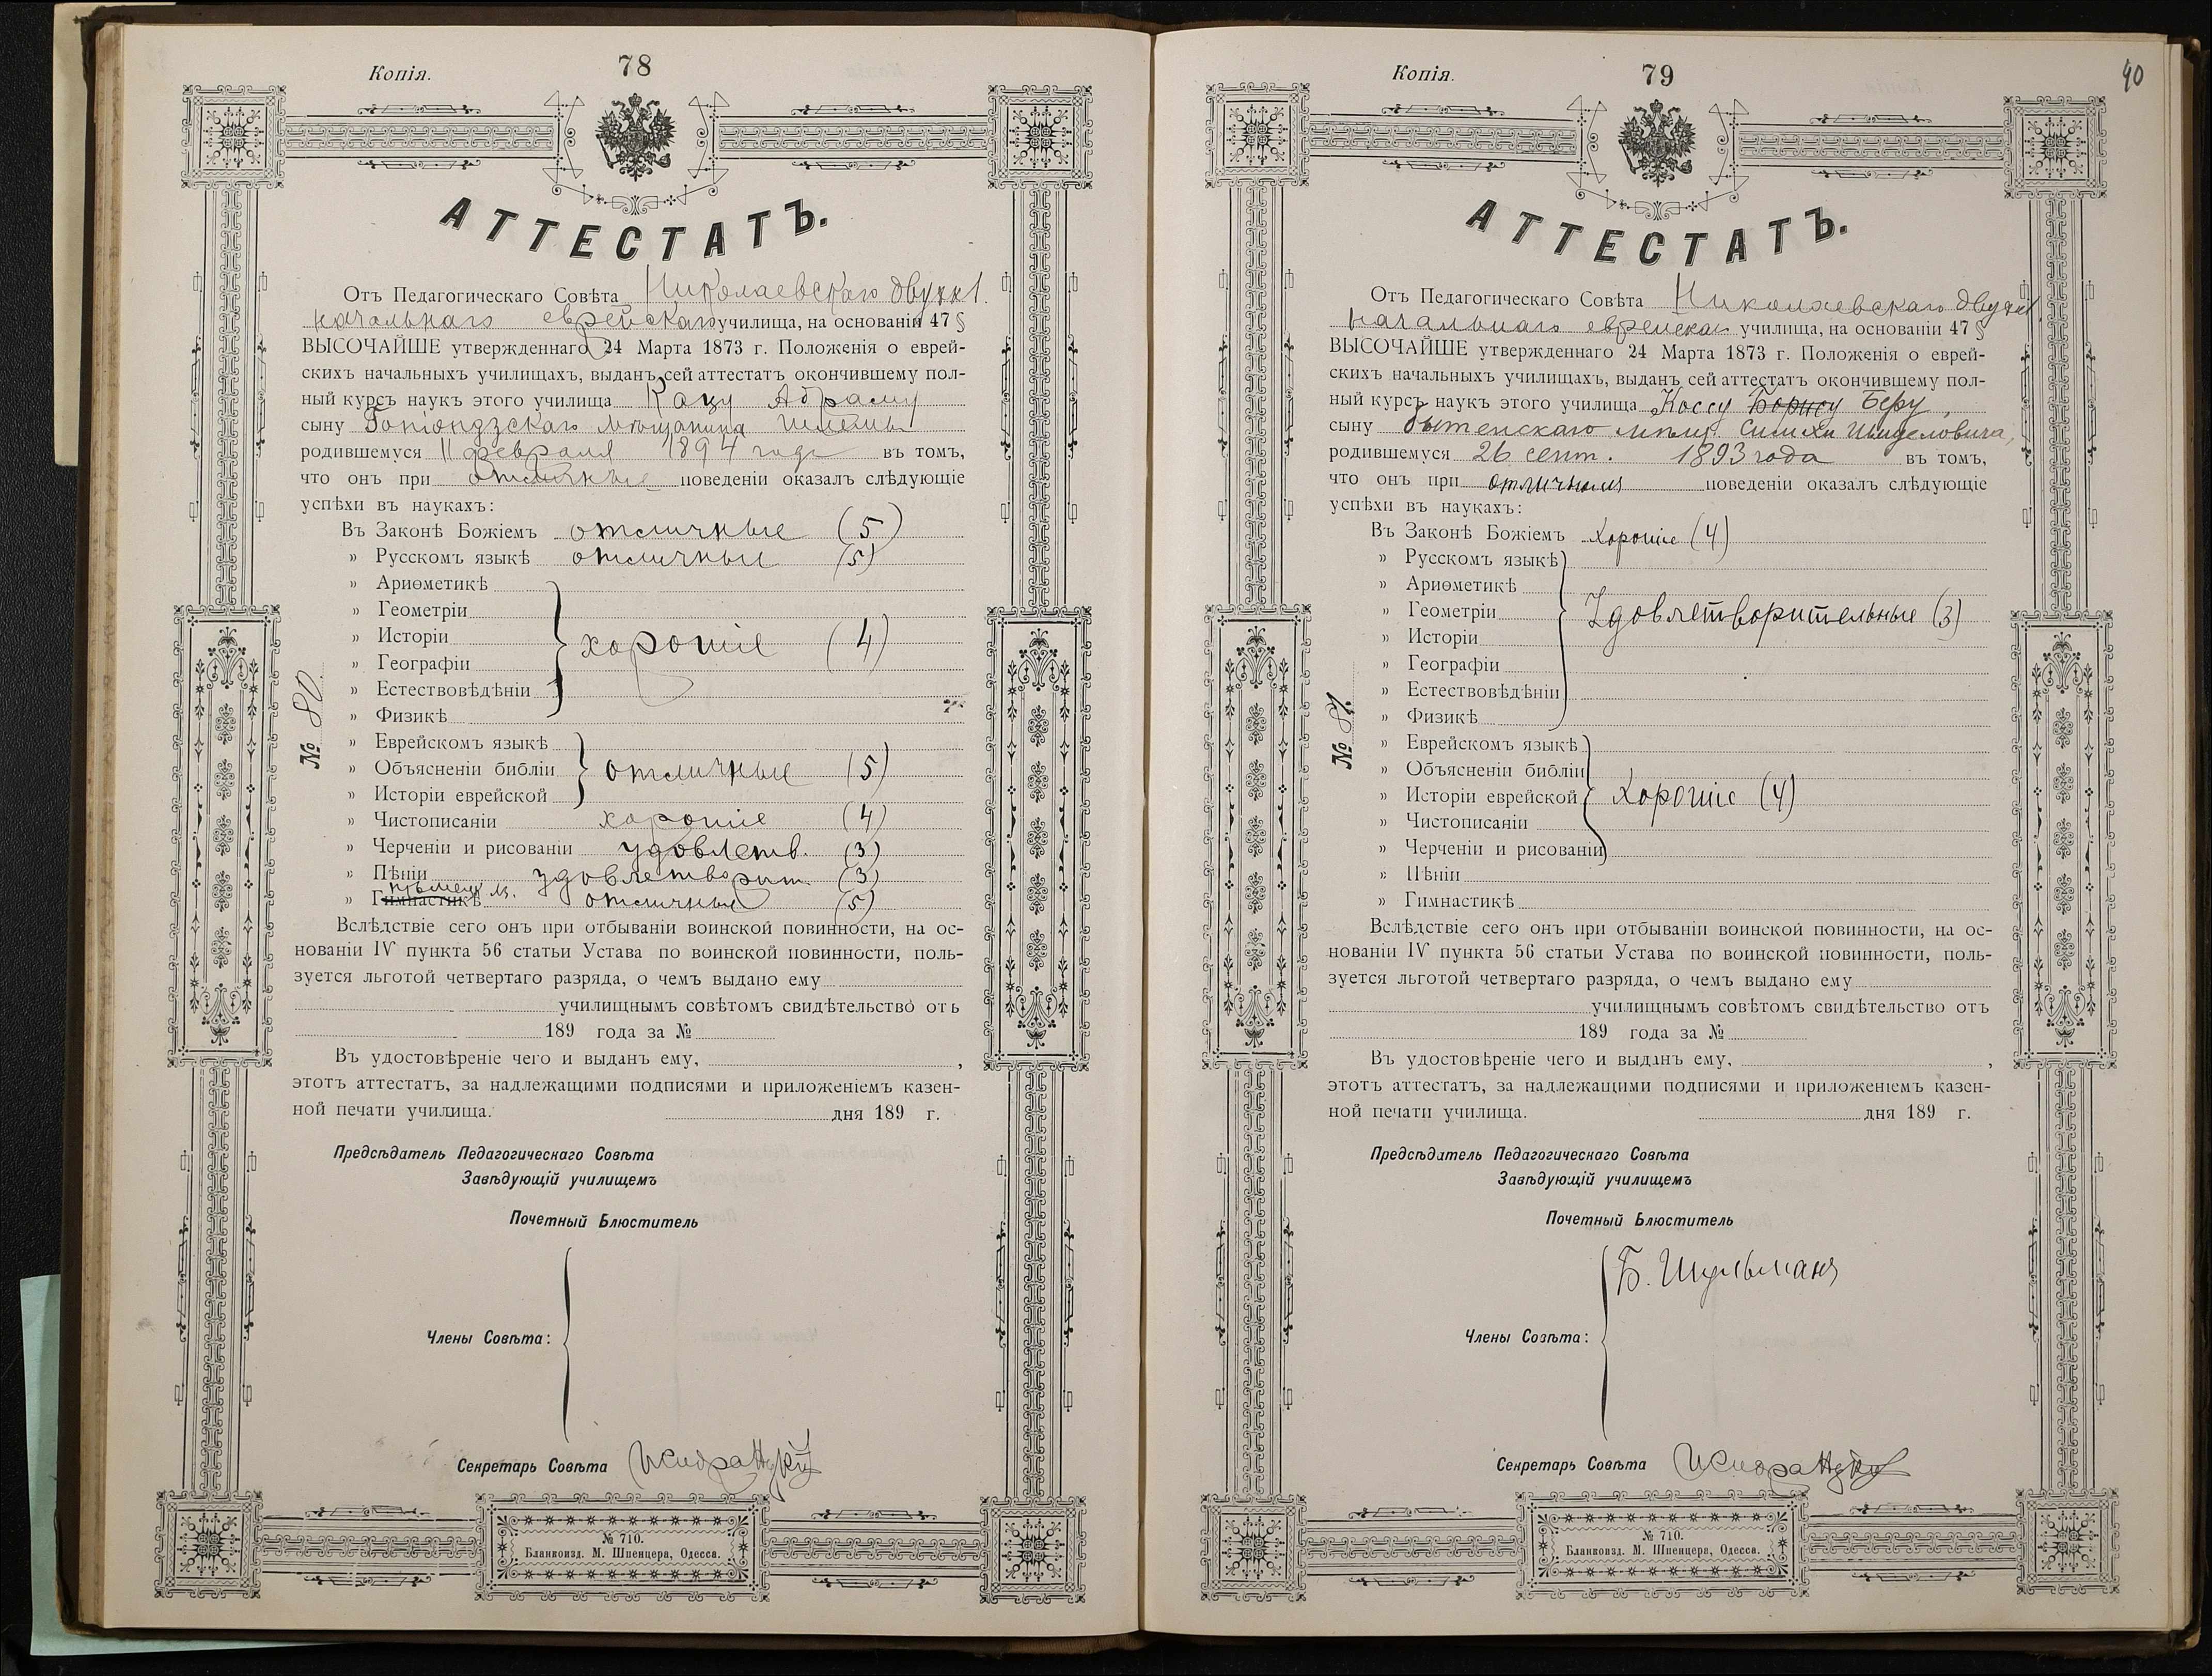 Копія.
78
АТТЕСТАТЪ.
Отъ Педагогическаго Совѣта Николаевскаго двухкл.
начальнаго еврейскаго училища, на основаніи 47 §
ВЫСОЧАЙШЕ утвержденнаго 24 Марта 1873 г. Положенія о еврей-
скихъ начальныхъ училищахъ, выданъ сей аттестатъ окончившему пол-
ный курсъ наукъ этого училища Кацу Абраму
сыну мѣщанина Шлемы
родившемуся 11 февраля 1894 года въ томъ,
что онъ при поведеніи оказалъ слѣдующіе
успѣхи въ наукахъ:
Въ Законѣ Божіемъ отличные (5)
» Русскомъ языкѣ отличные (5)
» Ариѳметикѣ
» Геометріи
» Исторіи
» Географіи хорошіе (4)
» Естествовѣдѣніи
» Физикѣ
» Еврейскомъ языкѣ
» Объясненіи библіи отличные (5)
» Исторіи еврейской
» Чистописаніи хорошіе (4)
» Черченіи и рисованіи удовлетв. (3)
» Пѣніи удовлетворит. (3)
» Гимнастикѣ нѣмецк. яз. отличные (5)
№ 80.
Вслѣдствіе сего онъ при отбываніи воинской повинности, на ос-
нованіи IV пункта 56 статьи Устава по воинской повинности, поль-
зуется льготой четвертаго разряда, о чемъ выдано ему
училищнымъ совѣтомъ свидѣтельство отъ
189 года за №
Въ удостовѣреніе чего и выданъ ему,
этотъ аттестатъ, за надлежащими подписями и приложеніемъ казен-
ной печати училища. дня 189 г.
Предсѣдатель Педагогическаго Совѣта
Завѣдующій училищемъ
Почетный Блюститель
Члены Совѣта:
Секретарь Совѣта
№ 710.
Бланкоизд. М. Шпенцера, Одесса.
Копія.
79
40
АТТЕСТАТЪ.
Отъ Педагогическаго Совѣта Николаевскаго двухкл.
начальнаго еврейскаго училища, на основаніи 47 §
ВЫСОЧАЙШЕ утвержденнаго 24 Марта 1873 г. Положенія о еврей-
скихъ начальныхъ училищахъ, выданъ сей аттестатъ окончившему пол-
ный курсъ наукъ этого училища Коссу Борису Беру,
сыну мѣщ. Симхи
родившемуся 26 сент. 1893 года въ томъ,
что онъ при отличномъ поведеніи оказалъ слѣдующіе
успѣхи въ наукахъ:
Въ Законѣ Божіемъ хорошіе (4)
» Русскомъ языкѣ
» Ариѳметикѣ
» Геометріи Удовлетворительные (3)
» Исторіи
» Географіи
» Естествовѣдѣніи
» Физикѣ
» Еврейскомъ языкѣ
» Объясненіи библіи
» Исторіи еврейской хорошіе (4)
» Чистописаніи
» Черченіи и рисованіи
» Пѣніи
» Гимнастикѣ
№ 81.
Вслѣдствіе сего онъ при отбываніи воинской повинности, на ос-
нованіи IV пункта 56 статьи Устава по воинской повинности, поль-
зуется льготой четвертаго разряда, о чемъ выдано ему
училищнымъ совѣтомъ свидѣтельство отъ
189 года за №
Въ удостовѣреніе чего и выданъ ему,
этотъ аттестатъ, за надлежащими подписями и приложеніемъ казен-
ной печати училища. дня 189 г.
Предсѣдатель Педагогическаго Совѣта
Завѣдующій училищемъ
Почетный Блюститель
Б. Шульманъ
Члены Совѣта:
Секретарь Совѣта
№ 710.
Бланкоизд. М. Шпенцера, Одесса.